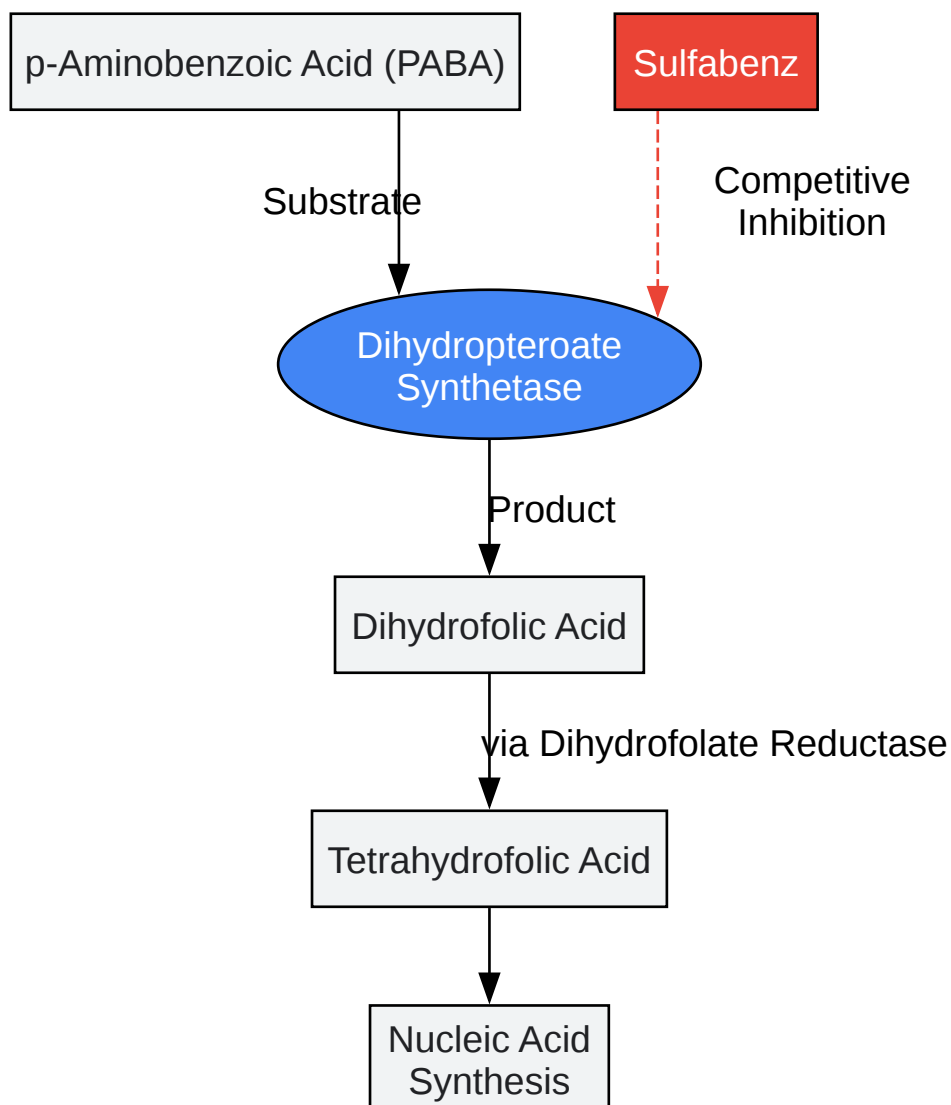 p-Aminobenzoic Acid (PABA)
Sulfabenz
Substrate
Competitive
Inhibition
Dihydropteroate
Synthetase
Product
Dihydrofolic Acid
via Dihydrofolate Reductase
Tetrahydrofolic Acid
Nucleic Acid
Synthesis